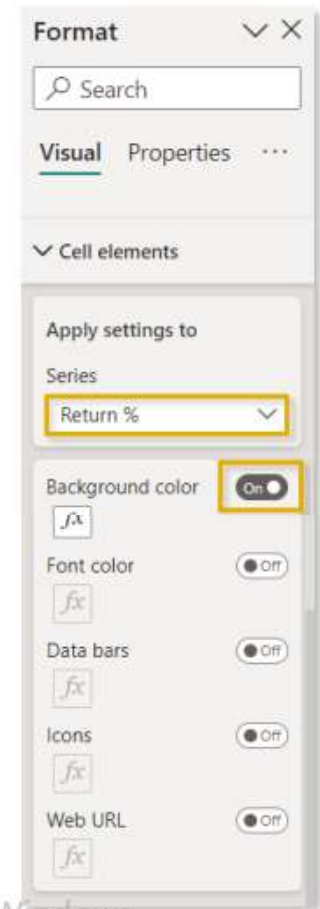 Format
Search
Visual Properties ...
Cell elements
Apply settings to
Series
Return %
Background color On
fx
Font color Off
fx
Data bars Off
fx
Icons Off
fx
Web URL Off
fx